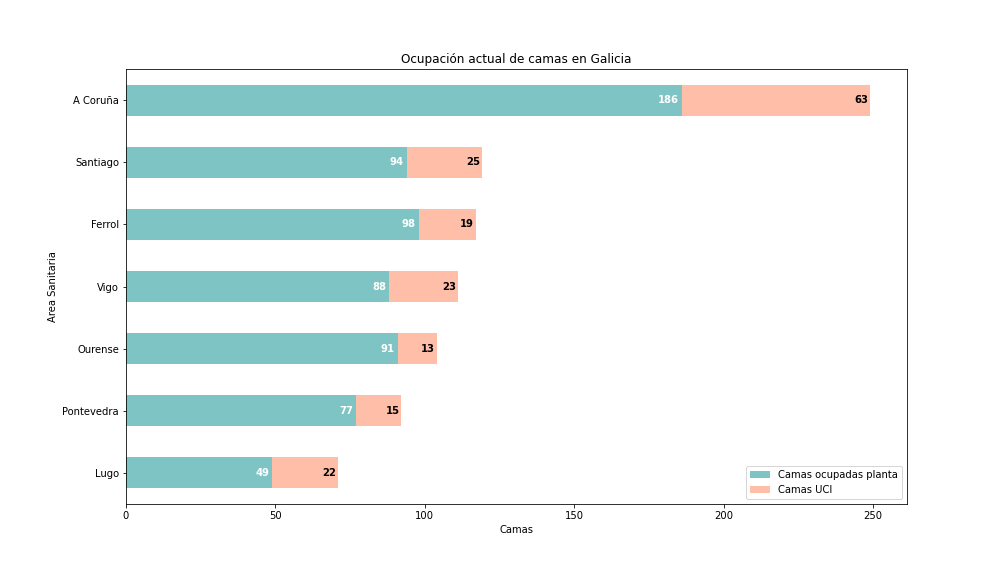 Ocupación actual de camas en Galicia
A Coruña 186 63
Santiago 94 25
Ferrol 98 19
Vigo 88 23
Ourense 91 13
Pontevedra 77 15
Lugo 49 22
Area Sanitaria
Camas ocupadas planta
Camas UCI
0 50 100 150 200 250
Camas